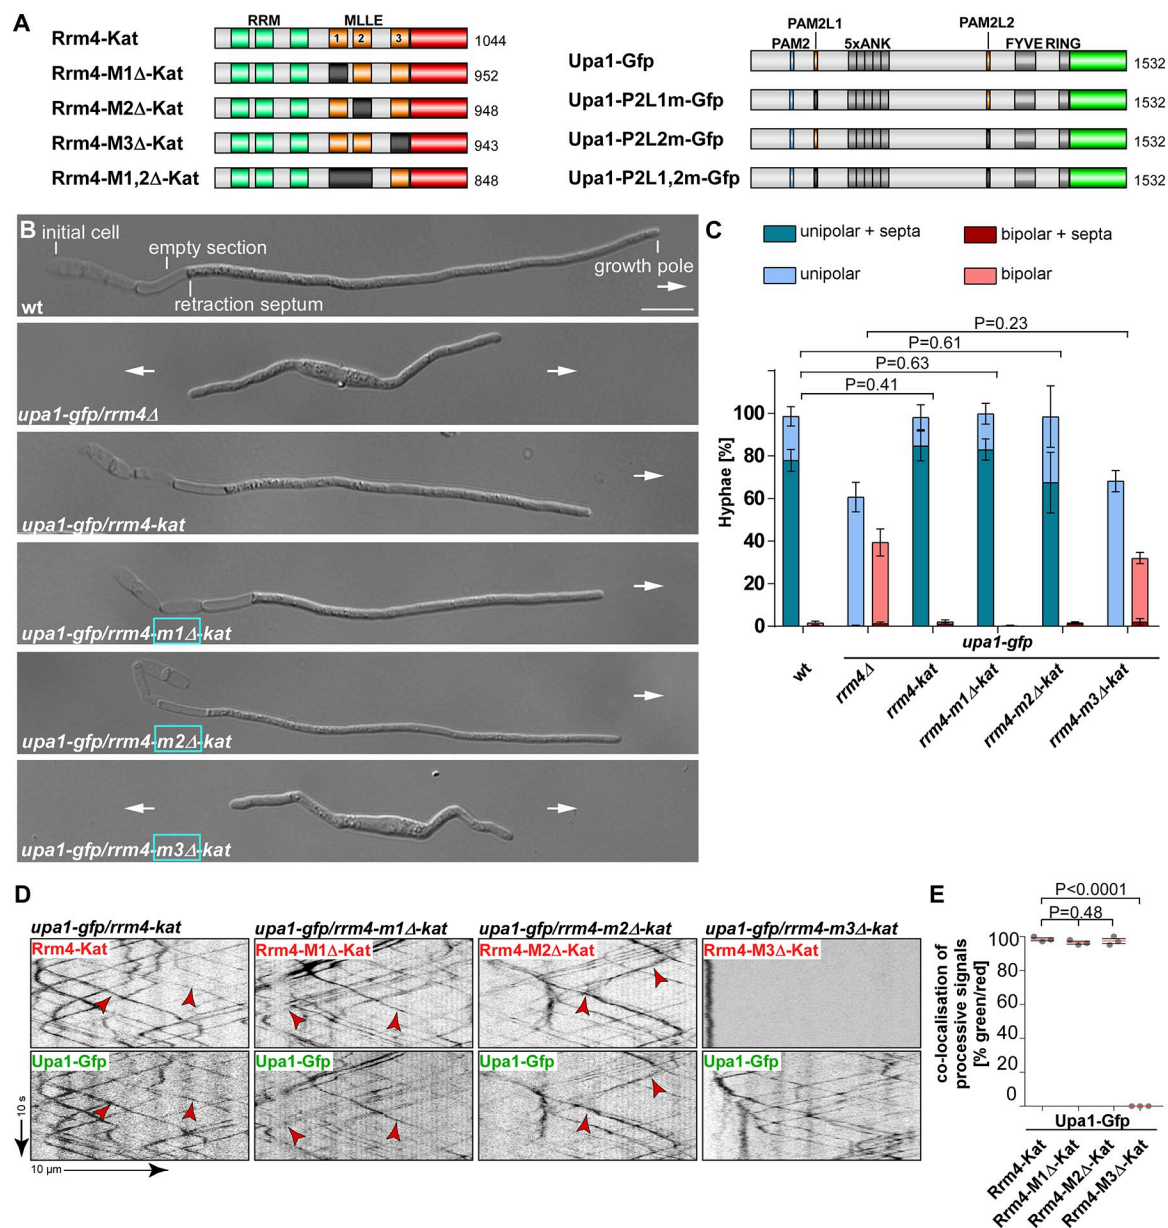 A
RRM
MLLE
Rrm4-Kat
1
2
3
1044
Rrm4-M1Δ-Kat
952
Rrm4-M2Δ-Kat
948
Rrm4-M3Δ-Kat
943
Rrm4-M1,2Δ-Kat
848
PAM2L1
PAM2L2
PAM2
5xANK
FYVE RING
Upa1-Gfp
1532
Upa1-P2L1m-Gfp
1532
Upa1-P2L2m-Gfp
1532
Upa1-P2L1,2m-Gfp
1532
B
initial cell
empty section
growth pole
retraction septum
wt
upa1-gfp/rrm4Δ
upa1-gfp/rrm4-kat
upa1-gfp/rrm4-m1Δ-kat
upa1-gfp/rrm4-m2Δ-kat
upa1-gfp/rrm4-m3Δ-kat
C
unipolar + septa
bipolar + septa
unipolar
bipolar
P=0.23
P=0.61
P=0.63
P=0.41
Hyphae [%]
100
80
60
40
20
0
upa1-gfp
wt
rrm4Δ
rrm4-kat
rrm4-m1Δ-kat
rrm4-m2Δ-kat
rrm4-m3Δ-kat
D
upa1-gfp/rrm4-kat
upa1-gfp/rrm4-m1Δ-kat
upa1-gfp/rrm4-m2Δ-kat
upa1-gfp/rrm4-m3Δ-kat
Rrm4-Kat
Rrm4-M1Δ-Kat
Rrm4-M2Δ-Kat
Rrm4-M3Δ-Kat
Upa1-Gfp
Upa1-Gfp
Upa1-Gfp
Upa1-Gfp
10 s
10 µm
E
P<0.0001
P=0.48
co-localisation of
processive signals
[% green/red]
100
80
60
40
20
0
Upa1-Gfp
Rrm4-Kat
Rrm4-M1Δ-Kat
Rrm4-M2Δ-Kat
Rrm4-M3Δ-Kat